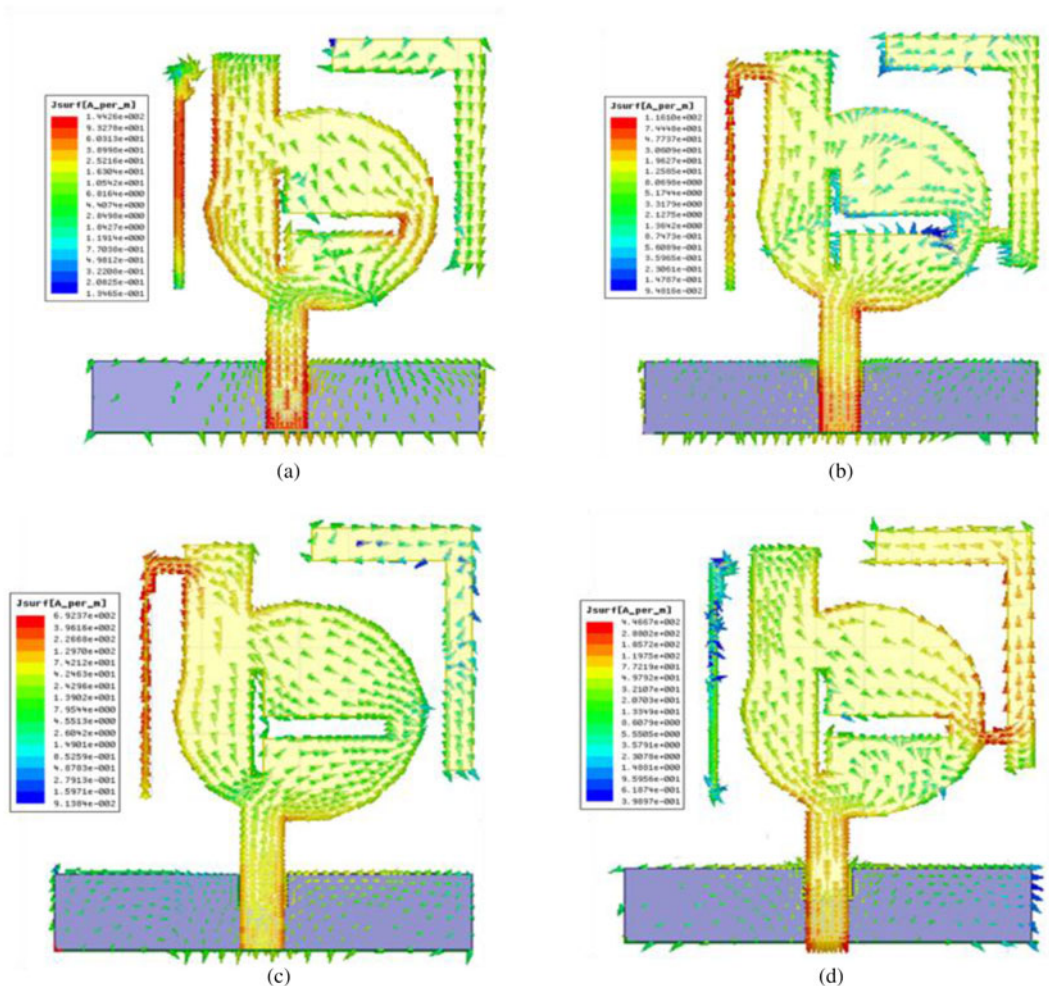 Jsurf[A_per_m]
1.4426e+002
9.3278e+001
6.0313e+001
3.8998e+001
2.5216e+001
1.6304e+001
1.0542e+001
6.8164e+000
4.4074e+000
2.8498e+000
1.8427e+000
1.1914e+000
7.7038e-001
4.9812e-001
3.2208e-001
2.0825e-001
1.3465e-001
(a)
Jsurf[A_per_m]
1.1610e+002
7.4448e+001
4.7737e+001
3.0609e+001
1.9627e+001
1.2585e+001
8.0698e+000
5.1744e+000
3.3179e+000
2.1275e+000
1.3642e+000
8.7473e-001
5.6089e-001
3.5965e-001
2.3061e-001
1.4787e-001
9.4818e-002
(b)
Jsurf[A_per_m]
6.9237e+002
3.9618e+002
2.2668e+002
1.2970e+002
7.4212e+001
4.2463e+001
2.4296e+001
1.3902e+001
7.9544e+000
4.5513e+000
2.6042e+000
1.4901e+000
8.5259e-001
4.8783e-001
2.7913e-001
1.5971e-001
9.1384e-002
(c)
Jsurf[A_per_m]
4.4667e+002
2.8802e+002
1.8572e+002
1.1975e+002
7.7219e+001
4.9792e+001
3.2107e+001
2.0703e+001
1.3349e+001
8.6079e+000
5.5505e+000
3.5791e+000
2.3078e+000
1.4881e+000
9.5956e-001
6.1874e-001
3.9897e-001
(d)